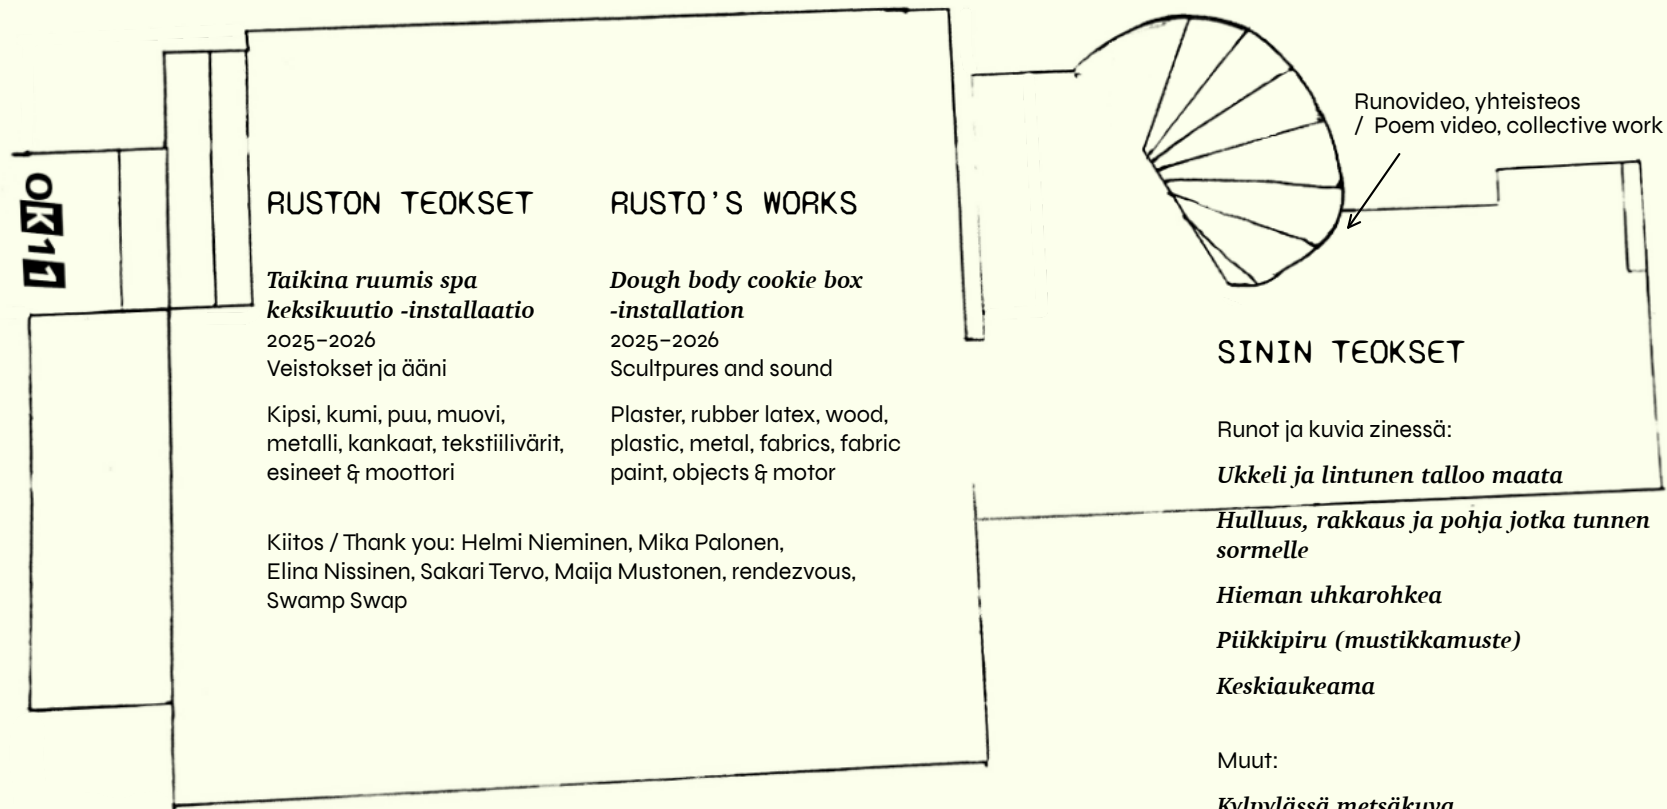 OK11
RUSTON TEOKSET
Taikina ruumis spa
keksikuutio -installaatio
2025–2026
Veistokset ja ääni
Kipsi, kumi, puu, muovi,
metalli, kankaat, tekstiilivärit,
esineet & moottori
RUSTO'S WORKS
Dough body cookie box
-installation
2025–2026
Scultpures and sound
Plaster, rubber latex, wood,
plastic, metal, fabrics, fabric
paint, objects & motor
Kiitos / Thank you: Helmi Nieminen, Mika Palonen,
Elina Nissinen, Sakari Tervo, Maija Mustonen, rendezvous,
Swamp Swap
Runovideo, yhteisteos
/ Poem video, collective work
SININ TEOKSET
Runot ja kuvia zinessä:
Ukkeli ja lintunen talloo maata
Hulluus, rakkaus ja pohja jotka tunnen
sormelle
Hieman uhkarohkea
Piikkipiru (mustikkamuste)
Keskiaukeama
Muut:
Kylpylässä metsäkuva